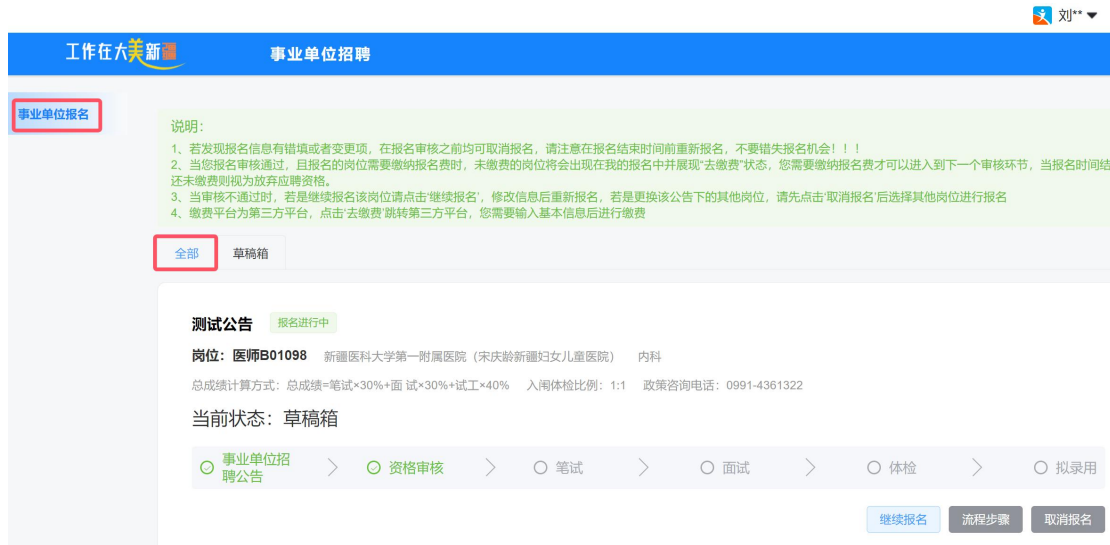 刘**
工作在大美新疆
事业单位招聘
事业单位报名
说明：
1、若发现报名信息有错填或者变更项，在报名审核之前均可取消报名，请注意在报名结束时间前重新报名，不要错失报名机会！！！
2、当您报名审核通过，且报名的岗位需要缴纳报名费时，未缴费的岗位将会出现在我的报名中并展现“去缴费”状态，您需要缴纳报名费才可以进入到下一个审核环节，当报名时间结
还未缴费则视为放弃应聘资格。
3、当审核不通过时，若是继续报名该岗位请点击‘继续报名’，修改信息后重新报名，若是更换该公告下的其他岗位，请先点击‘取消报名’后选择其他岗位进行报名
4、缴费平台为第三方平台，点击‘去缴费’跳转第三方平台，您需要输入基本信息后进行缴费
全部 草稿箱
测试公告 报名进行中
岗位：医师B01098 新疆医科大学第一附属医院（宋庆龄新疆妇女儿童医院） 内科
总成绩计算方式：总成绩=笔试×30%+面 试×30%+试工×40% 入闱体检比例：1:1 政策咨询电话：0991-4361322
当前状态：草稿箱
事业单位招
聘公告
资格审核 笔试 面试 体检 拟录用
继续报名 流程步骤 取消报名